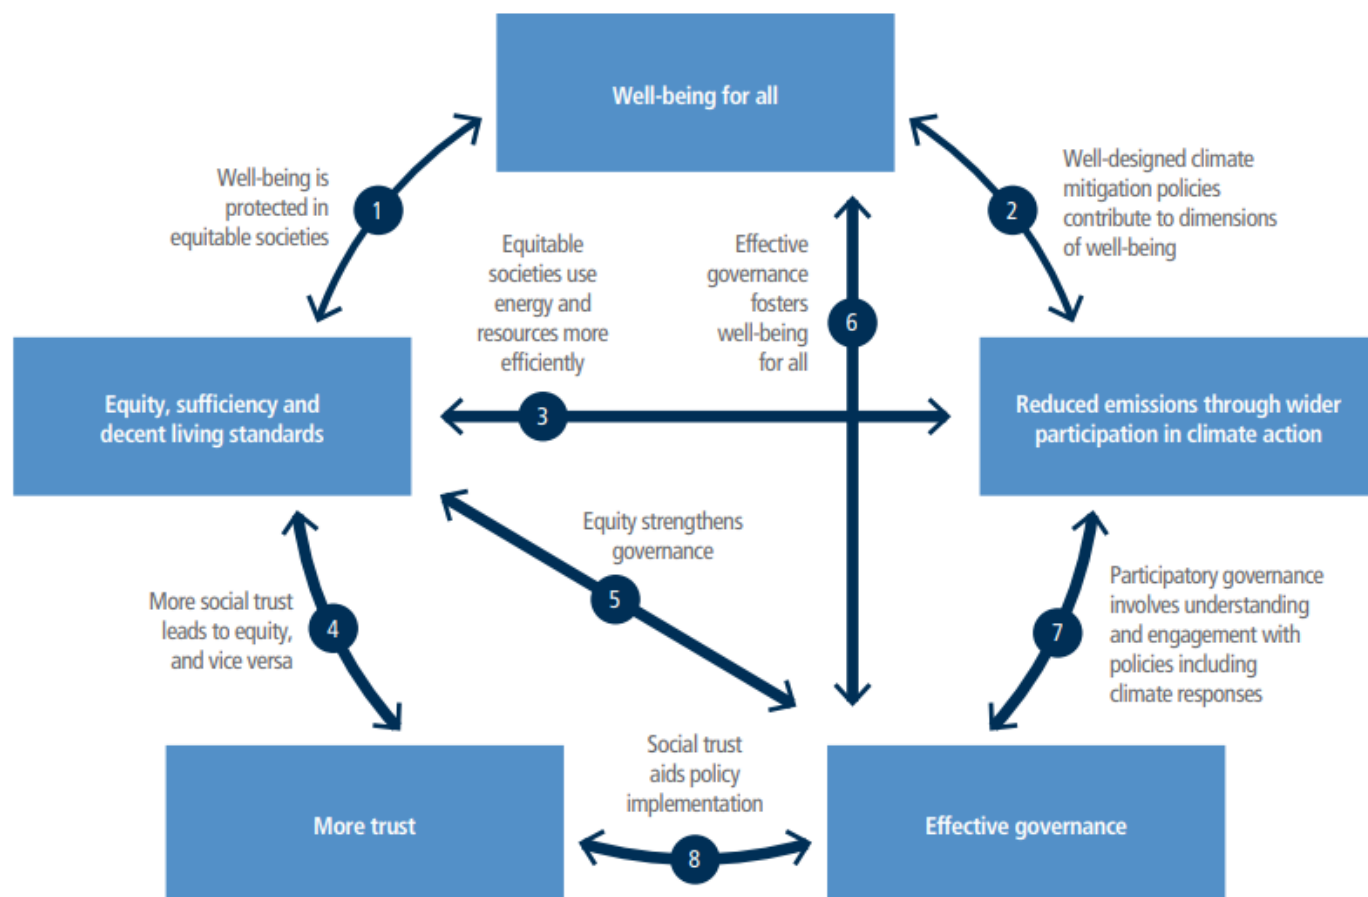 Well-being for all
Well-being is
protected in
equitable societies
1
2
Well-designed climate
mitigation policies
contribute to dimensions
of well-being
Equitable
societies use
energy and
resources more
efficiently
Effective
governance
fosters
well-being
for all
6
Equity, sufficiency and
decent living standards
3
Reduced emissions through wider
participation in climate action
More social trust
leads to equity,
and vice versa
4
Equity strengthens
governance
5
7
Participatory governance
involves understanding
and engagement with
policies including
climate responses
More trust
Social trust
aids policy
implementation
8
Effective governance